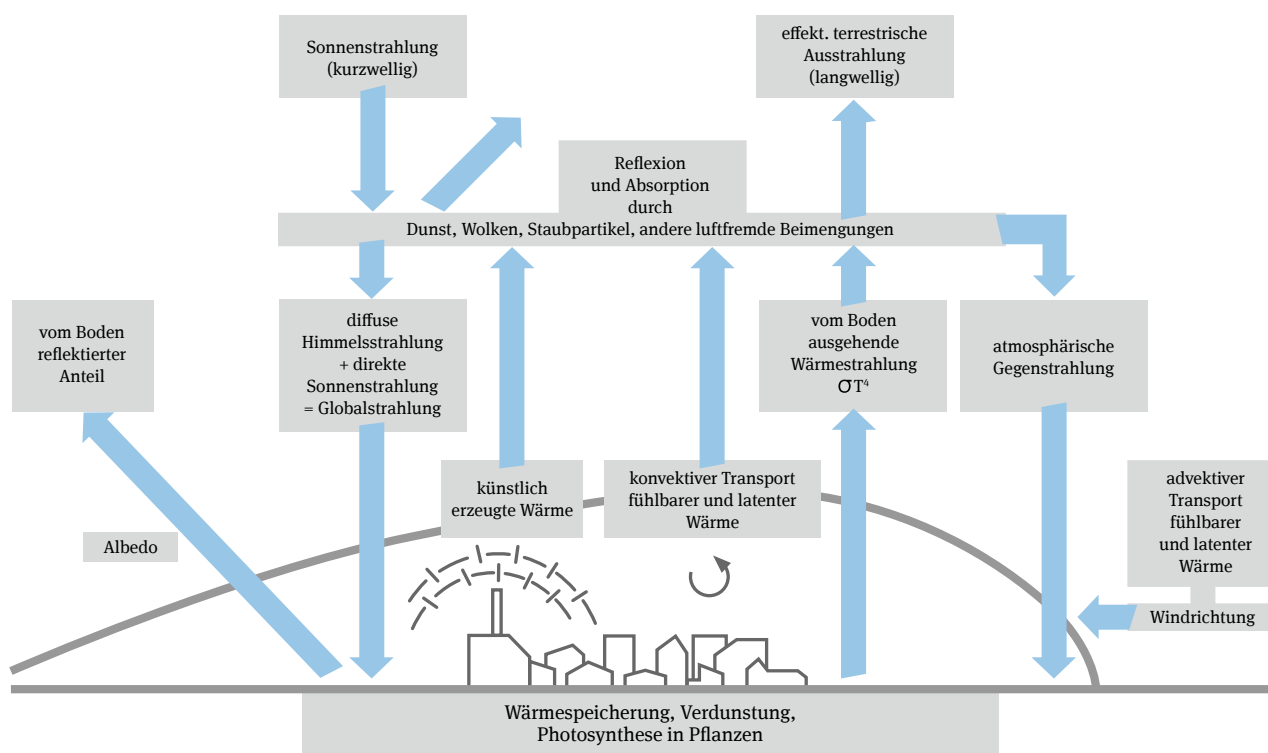 Sonnenstrahlung
(kurzwellig)
effekt. terrestrische
Ausstrahlung
(langwellig)
Reflexion
und Absorption
durch
Dunst, Wolken, Staubpartikel, andere luftfremde Beimengungen
vom Boden
reflektierter
Anteil
diffuse
Himmelsstrahlung
+ direkte
Sonnenstrahlung
= Globalstrahlung
vom Boden
ausgehende
Wärmestrahlung
σT⁴
atmosphärische
Gegenstrahlung
künstlich
erzeugte Wärme
konvektiver Transport
fühlbarer und latenter
Wärme
advektiver
Transport
fühlbarer
und latenter
Wärme
Albedo
Windrichtung
Wärmespeicherung, Verdunstung,
Photosynthese in Pflanzen